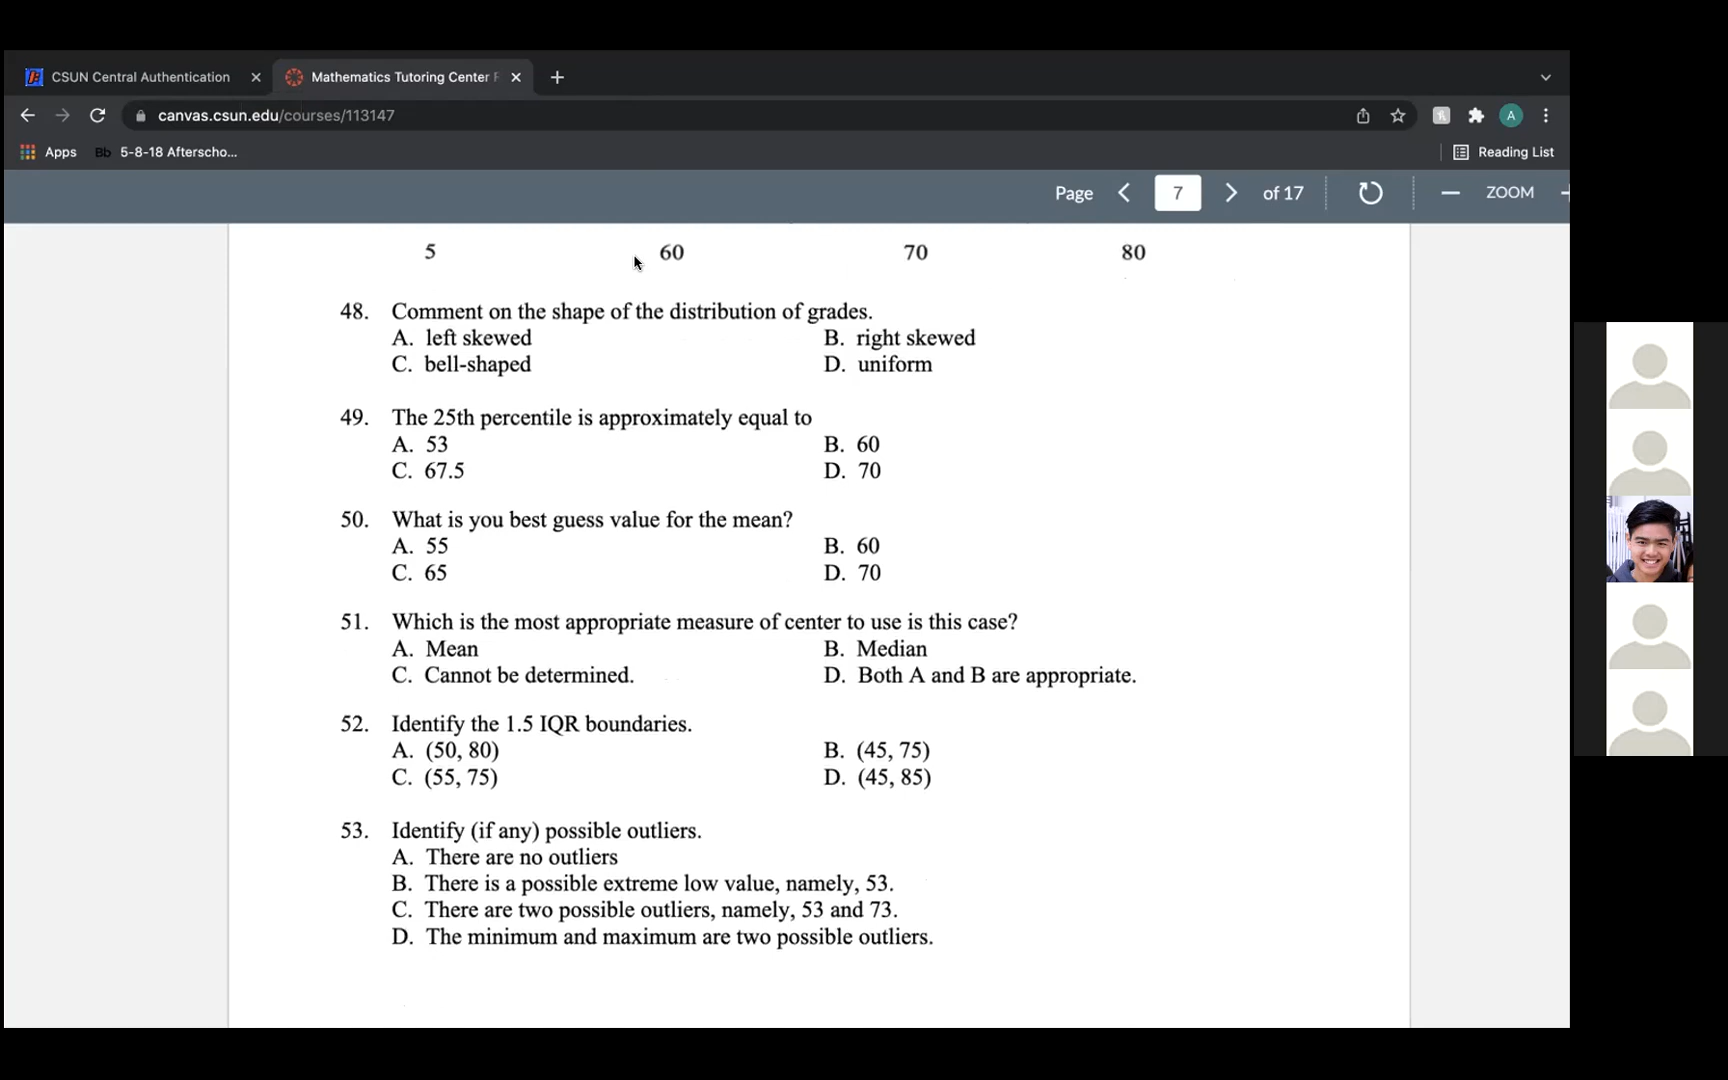 CSUN Central Authentication
Mathematics Tutoring Center F
canvas.csun.edu/courses/113147
A
Apps
Bb 5-8-18 Afterscho...
Reading List
Page 7 of 17 ZOOM
5 60 70 80
48. Comment on the shape of the distribution of grades.
A. left skewed B. right skewed
C. bell-shaped D. uniform
49. The 25th percentile is approximately equal to
A. 53 B. 60
C. 67.5 D. 70
50. What is you best guess value for the mean?
A. 55 B. 60
C. 65 D. 70
51. Which is the most appropriate measure of center to use is this case?
A. Mean B. Median
C. Cannot be determined. D. Both A and B are appropriate.
52. Identify the 1.5 IQR boundaries.
A. (50, 80) B. (45, 75)
C. (55, 75) D. (45, 85)
53. Identify (if any) possible outliers.
A. There are no outliers
B. There is a possible extreme low value, namely, 53.
C. There are two possible outliers, namely, 53 and 73.
D. The minimum and maximum are two possible outliers.